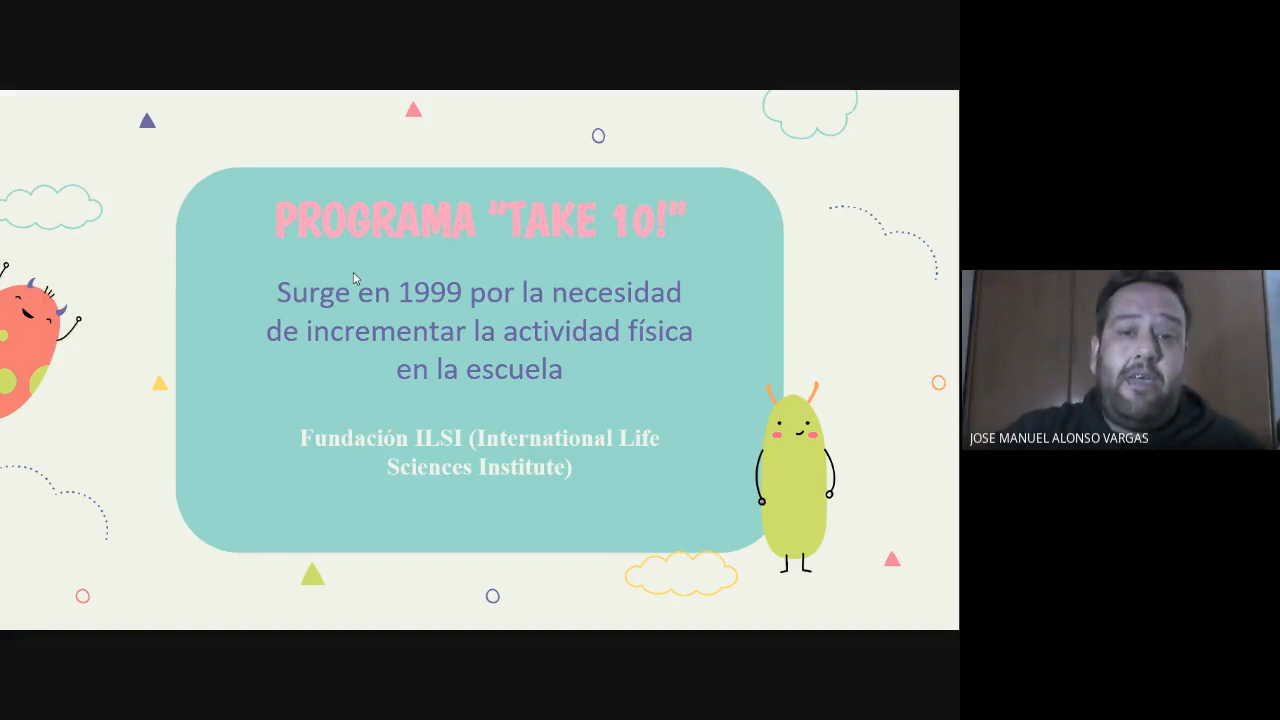 PROGRAMA "TAKE 10!"
Surge en 1999 por la necesidad
de incrementar la actividad física
en la escuela
Fundación ILSI (International Life
Sciences Institute)
JOSE MANUEL ALONSO VARGAS